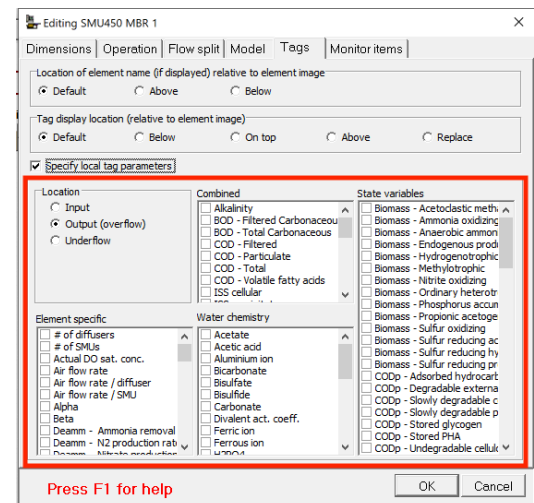 Editing SMU450 MBR 1
Dimensions Operation Flow split Model Tags Monitor items
Location of element name (if displayed) relative to element image
Default Above Below
Tag display location (relative to element image)
Default Below On top Above Replace
Specify local tag parameters
Location
Input
Output (overflow)
Underflow
Combined
Alkalinity
BOD - Filtered Carbonaceou
BOD - Total Carbonaceous
COD - Filtered
COD - Particulate
COD - Total
COD - Volatile fatty acids
ISS cellular
State variables
Biomass - Acetoclastic meth
Biomass - Ammonia oxidizing
Biomass - Anaerobic ammon
Biomass - Endogenous prod
Biomass - Hydrogenotrophic
Biomass - Methylotrophic
Biomass - Nitrite oxidizing
Biomass - Ordinary heterotr
Biomass - Phosphorus accum
Biomass - Propionic acetoge
Biomass - Sulfur oxidizing
Biomass - Sulfur reducing ac
Biomass - Sulfur reducing hy
Biomass - Sulfur reducing pr
CODp - Adsorbed hydrocarb
CODp - Degradable externa
CODp - Slowly degradable c
CODp - Slowly degradable p
CODp - Stored glycogen
CODp - Stored PHA
CODp - Undegradable cellulo
Element specific
# of diffusers
# of SMUs
Actual DO sat. conc.
Air flow rate
Air flow rate / diffuser
Air flow rate / SMU
Alpha
Beta
Deamm - Ammonia removal
Deamm - N2 production rat
Deamm - Nitrate production
Water chemistry
Acetate
Acetic acid
Aluminium ion
Bicarbonate
Bisulfate
Bisulfide
Carbonate
Divalent act. coeff.
Ferric ion
Ferrous ion
H2PO4
Press F1 for help
OK Cancel